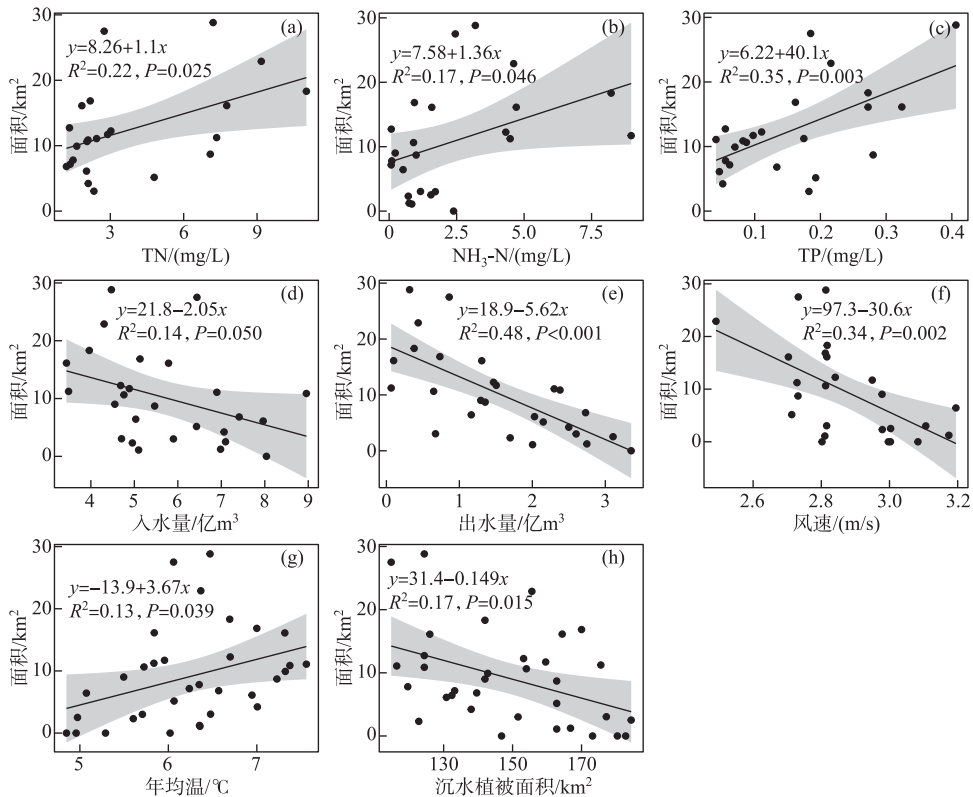 (a)
y=8.26+1.1x
R²=0.22, P=0.025
面积/km²
30
20
10
0
3
6
9
TN/(mg/L)
(b)
y=7.58+1.36x
R²=0.17, P=0.046
面积/km²
30
20
10
0
0
2.5
5.0
7.5
NH₃-N/(mg/L)
(c)
y=6.22+40.1x
R²=0.35, P=0.003
面积/km²
30
20
10
0
0.1
0.2
0.3
0.4
TP/(mg/L)
(d)
y=21.8−2.05x
R²=0.14, P=0.050
面积/km²
30
20
10
0
4
5
6
7
8
9
入水量/亿m³
(e)
y=18.9−5.62x
R²=0.48, P<0.001
面积/km²
30
20
10
0
0
1
2
3
出水量/亿m³
(f)
y=97.3−30.6x
R²=0.34, P=0.002
面积/km²
30
20
10
0
2.6
2.8
3.0
3.2
风速/(m/s)
(g)
y=−13.9+3.67x
R²=0.13, P=0.039
面积/km²
30
20
10
0
5
6
7
年均温/℃
(h)
y=31.4−0.149x
R²=0.17, P=0.015
面积/km²
30
20
10
0
130
150
170
沉水植被面积/km²